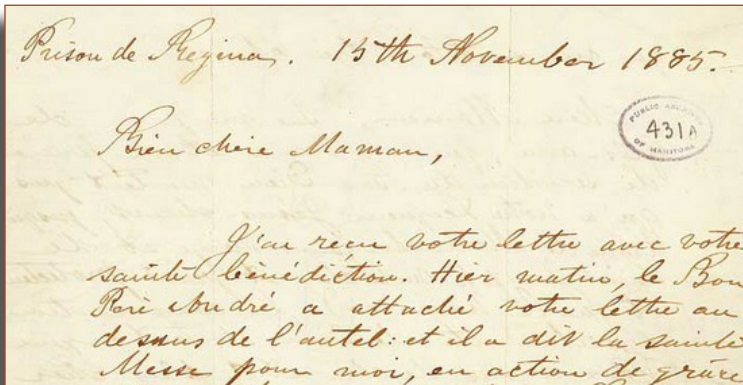 Prison de Regina. 15th November 1885.
PUBLIC ARCHIVES
431A
OF MANITOBA
Bien chère Maman,
J'ai reçu votre lettre avec votre
sainte bénédiction. Hier matin, le Bon
Père André a attaché votre lettre au
dessus de l'autel: et il a dit la sainte
Messe pour moi, en action de grâce